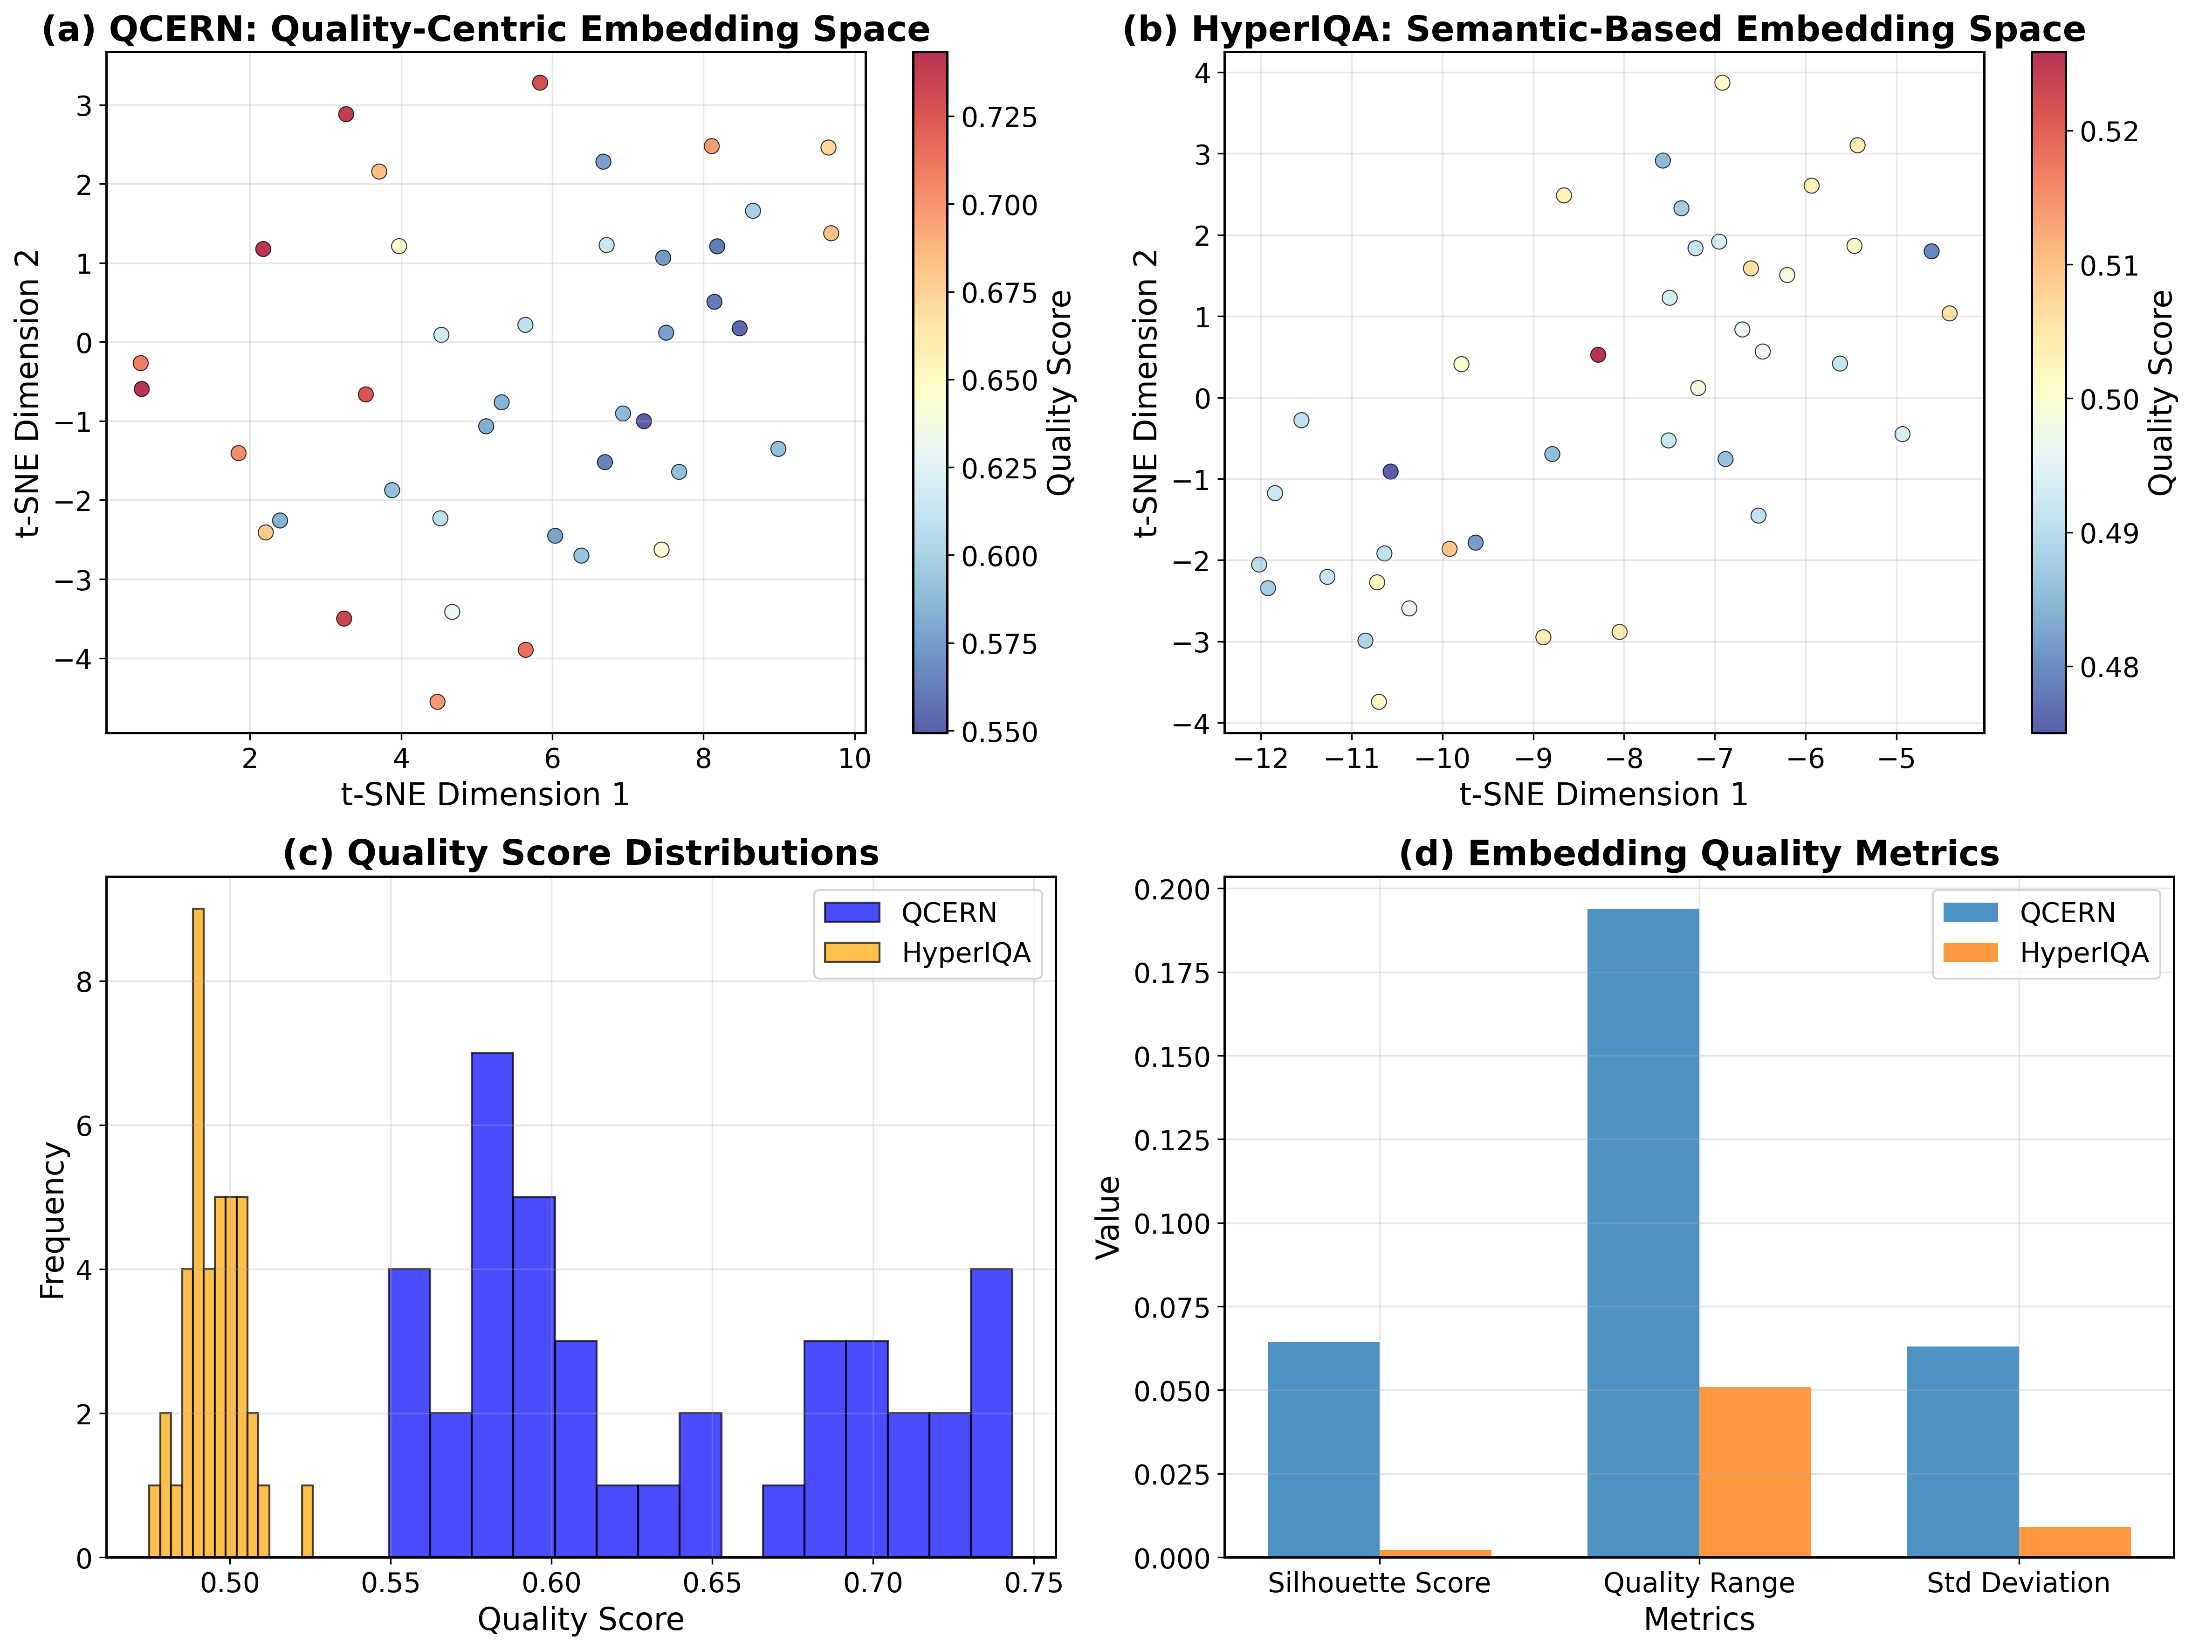 (a) QCERN: Quality-Centric Embedding Space
3
2
1
0
−1
−2
−3
−4
t-SNE Dimension 2
2 4 6 8 10
t-SNE Dimension 1
0.725
0.700
0.675
0.650
0.625
0.600
0.575
0.550
Quality Score
(b) HyperIQA: Semantic-Based Embedding Space
4
3
2
1
0
−1
−2
−3
−4
t-SNE Dimension 2
−12 −11 −10 −9 −8 −7 −6 −5
t-SNE Dimension 1
0.52
0.51
0.50
0.49
0.48
Quality Score
(c) Quality Score Distributions
QCERN
HyperIQA
8
6
4
2
0
Frequency
0.50 0.55 0.60 0.65 0.70 0.75
Quality Score
(d) Embedding Quality Metrics
QCERN
HyperIQA
0.200
0.175
0.150
0.125
0.100
0.075
0.050
0.025
0.000
Value
Silhouette Score Quality Range Std Deviation
Metrics